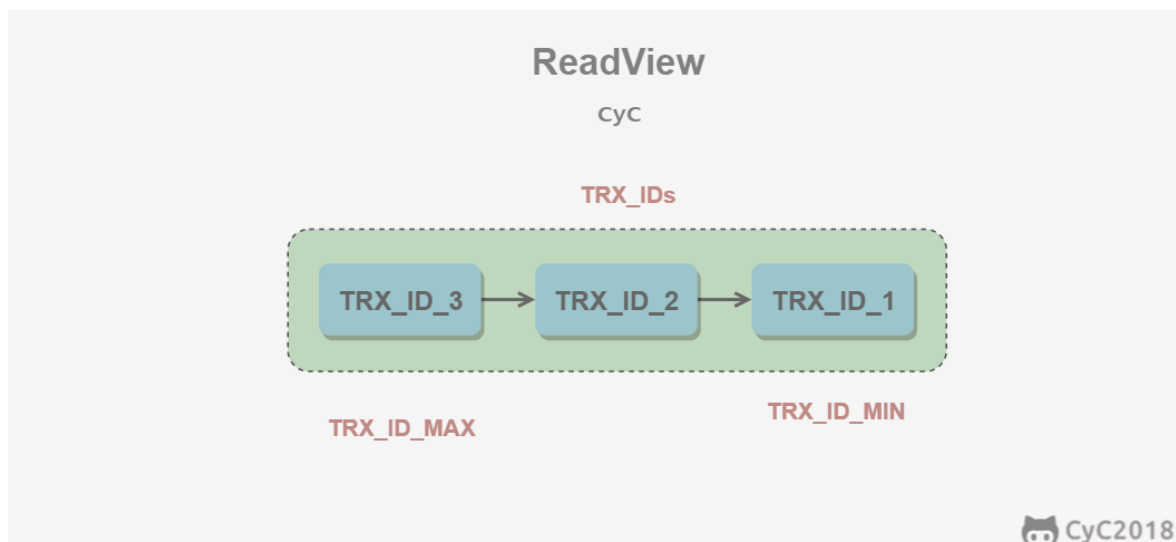 ReadView
CyC
TRX_IDs
TRX_ID_3
TRX_ID_2
TRX_ID_1
TRX_ID_MAX
TRX_ID_MIN
CyC2018